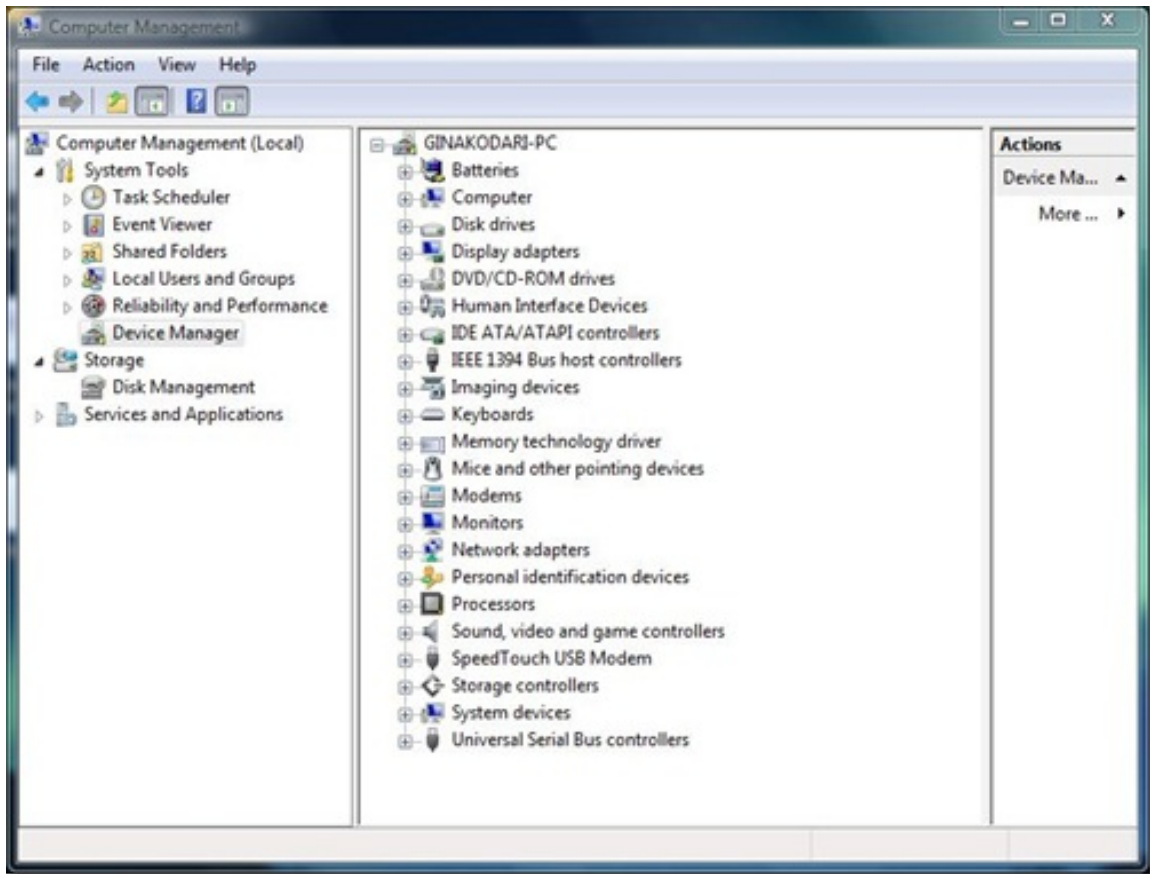 Computer Management
File Action View Help
Computer Management (Local)
System Tools
Task Scheduler
Event Viewer
Shared Folders
Local Users and Groups
Reliability and Performance
Device Manager
Storage
Disk Management
Services and Applications
GINAKODARI-PC
Batteries
Computer
Disk drives
Display adapters
DVD/CD-ROM drives
Human Interface Devices
IDE ATA/ATAPI controllers
IEEE 1394 Bus host controllers
Imaging devices
Keyboards
Memory technology driver
Mice and other pointing devices
Modems
Monitors
Network adapters
Personal identification devices
Processors
Sound, video and game controllers
SpeedTouch USB Modem
Storage controllers
System devices
Universal Serial Bus controllers
Actions
Device Ma...
More ...